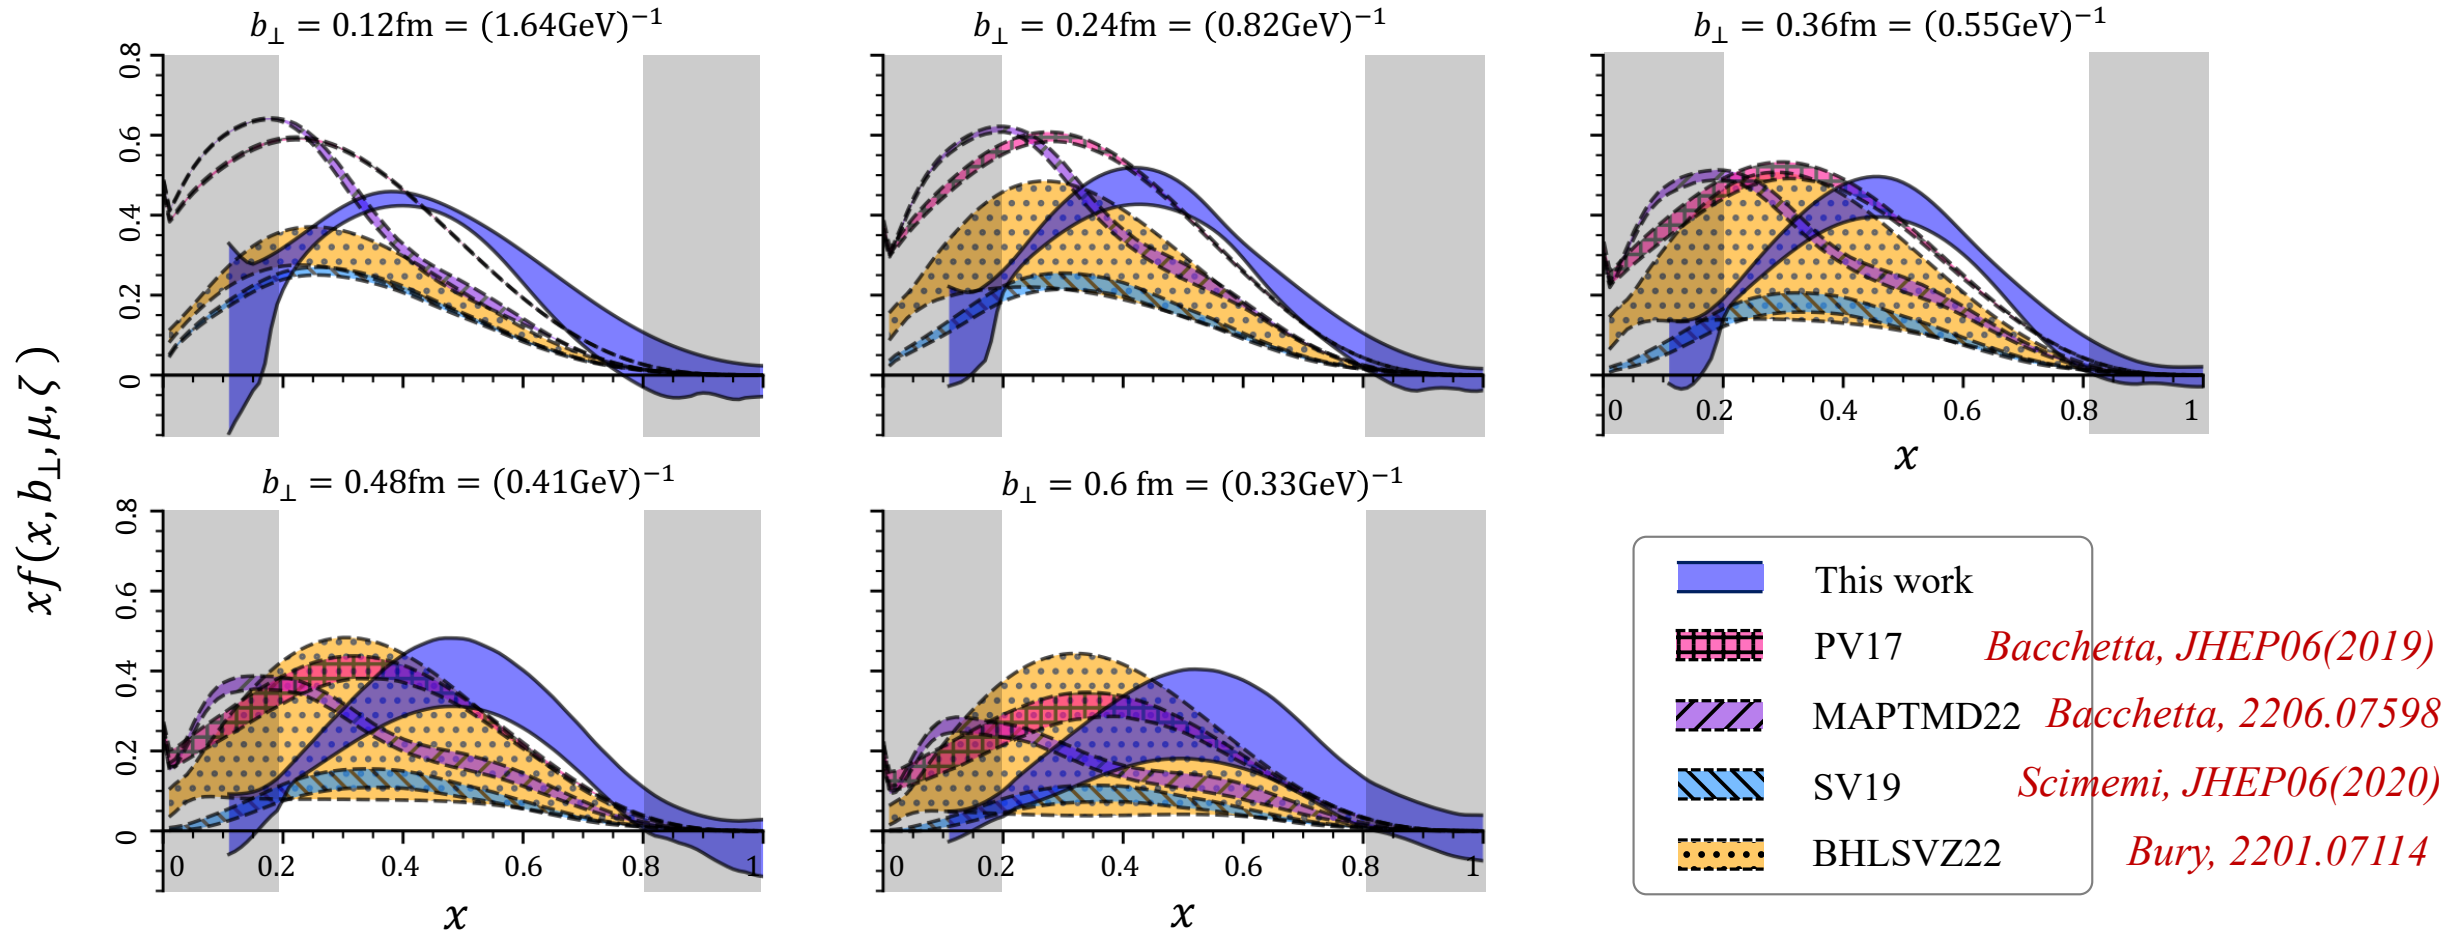 b⊥ = 0.12fm = (1.64GeV)⁻¹
b⊥ = 0.24fm = (0.82GeV)⁻¹
b⊥ = 0.36fm = (0.55GeV)⁻¹
0.8
0.6
0.4
0.2
0
0 0.2 0.4 0.6 0.8 1
x
xf(x, b⊥, μ, ζ)
b⊥ = 0.48fm = (0.41GeV)⁻¹
b⊥ = 0.6 fm = (0.33GeV)⁻¹
0.8
0.6
0.4
0.2
0
0 0.2 0.4 0.6 0.8 1
x
0 0.2 0.4 0.6 0.8 1
x
This work
PV17 Bacchetta, JHEP06(2019)
MAPTMD22 Bacchetta, 2206.07598
SV19 Scimemi, JHEP06(2020)
BHLSVZ22 Bury, 2201.07114